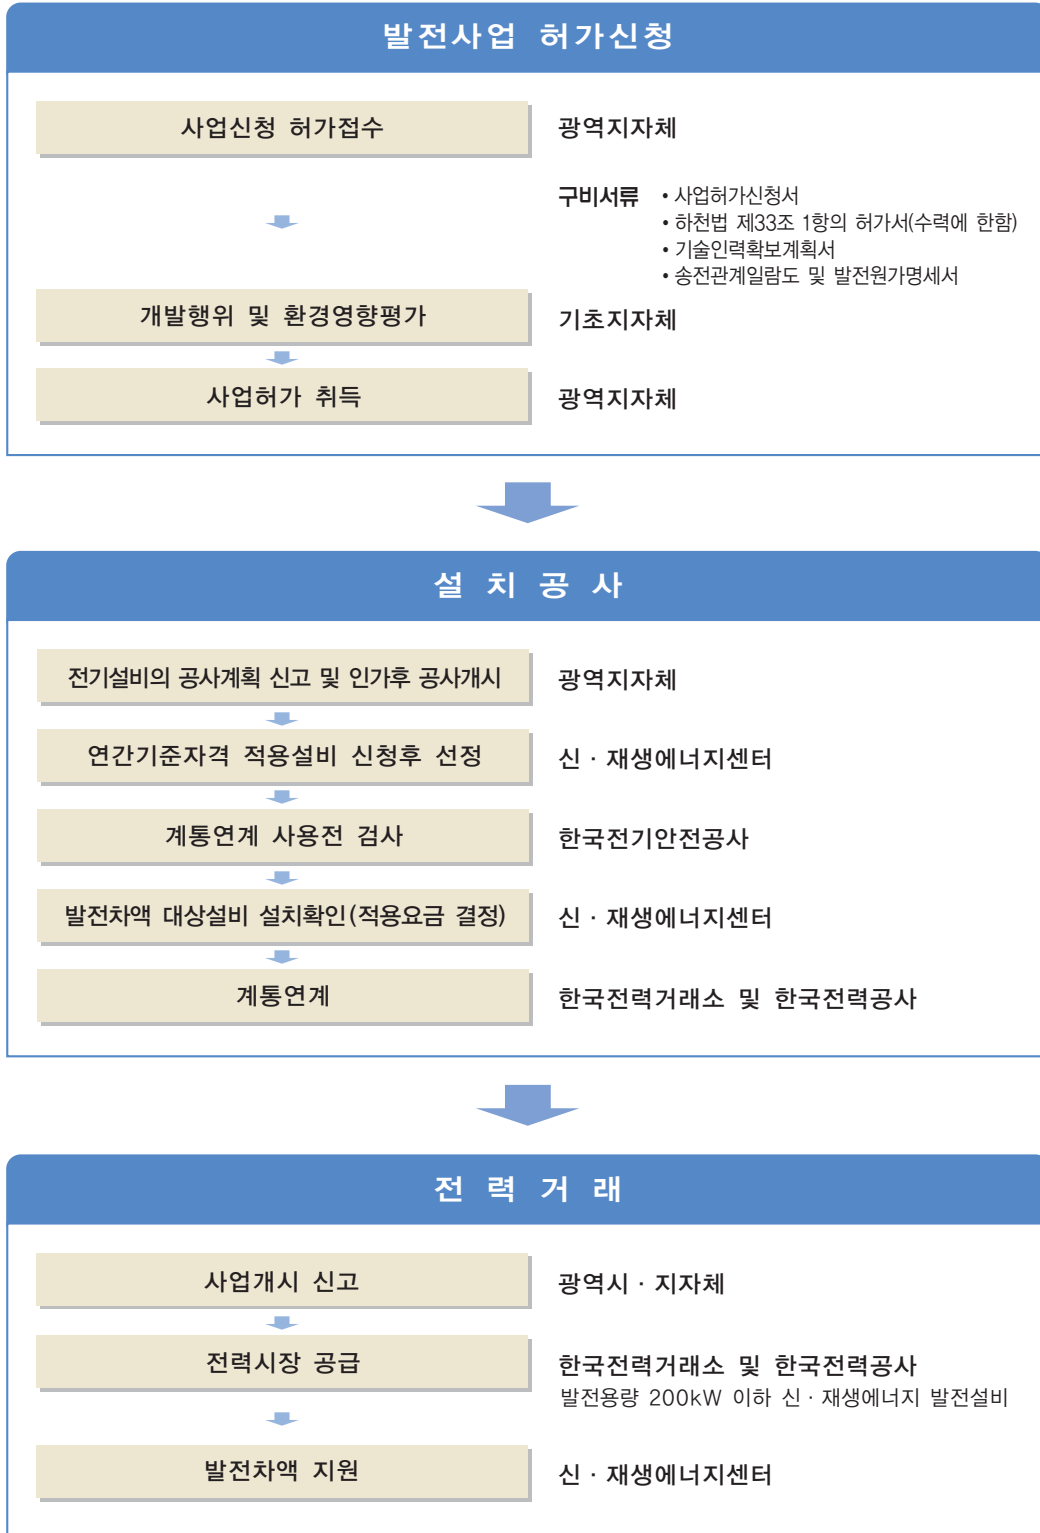 발전사업 허가신청
사업신청 허가접수
광역지자체
구비서류
• 사업허가신청서
• 하천법 제33조 1항의 허가서(수력에 한함)
• 기술인력확보계획서
• 송전관계일람도 및 발전원가명세서
개발행위 및 환경영향평가
기초지자체
사업허가 취득
광역지자체
설 치 공 사
전기설비의 공사계획 신고 및 인가후 공사개시
광역지자체
연간기준자격 적용설비 신청후 선정
신 · 재생에너지센터
계통연계 사용전 검사
한국전기안전공사
발전차액 대상설비 설치확인(적용요금 결정)
신 · 재생에너지센터
계통연계
한국전력거래소 및 한국전력공사
전 력 거 래
사업개시 신고
광역시 · 지자체
전력시장 공급
한국전력거래소 및 한국전력공사
발전용량 200kW 이하 신 · 재생에너지 발전설비
발전차액 지원
신 · 재생에너지센터